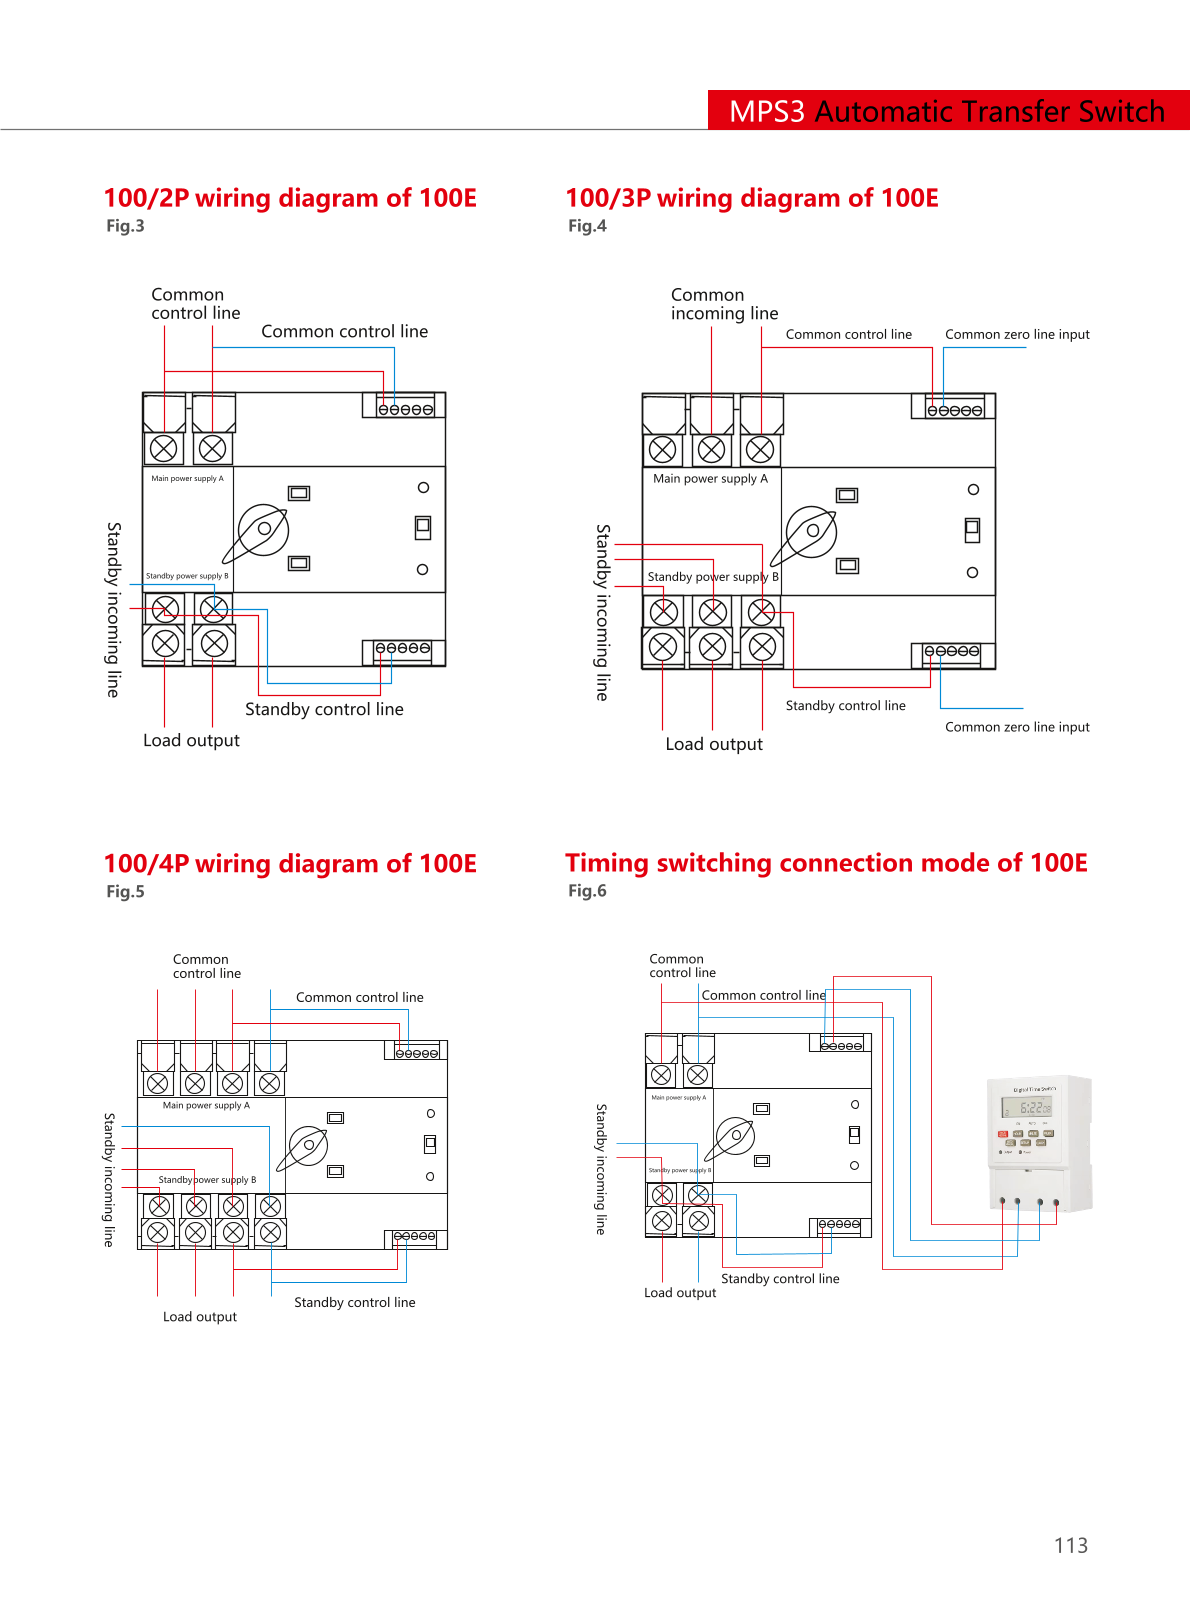 MPS3 Automatic Transfer Switch
100/2P wiring diagram of 100E
Fig.3
Common
control line
Common control line
Main power supply A
Standby incoming line
Standby power supply B
Standby control line
Load output
100/3P wiring diagram of 100E
Fig.4
Common
incoming line
Common control line
Common zero line input
Main power supply A
Standby incoming line
Standby power supply B
Standby control line
Common zero line input
Load output
100/4P wiring diagram of 100E
Fig.5
Common
control line
Common control line
Main power supply A
Standby incoming line
Standby power supply B
Standby control line
Load output
Timing switching connection mode of 100E
Fig.6
Common
control line
Common control line
Main power supply A
Standby incoming line
Standby power supply B
Standby control line
Load output
Digital Time Switch
6:22
113